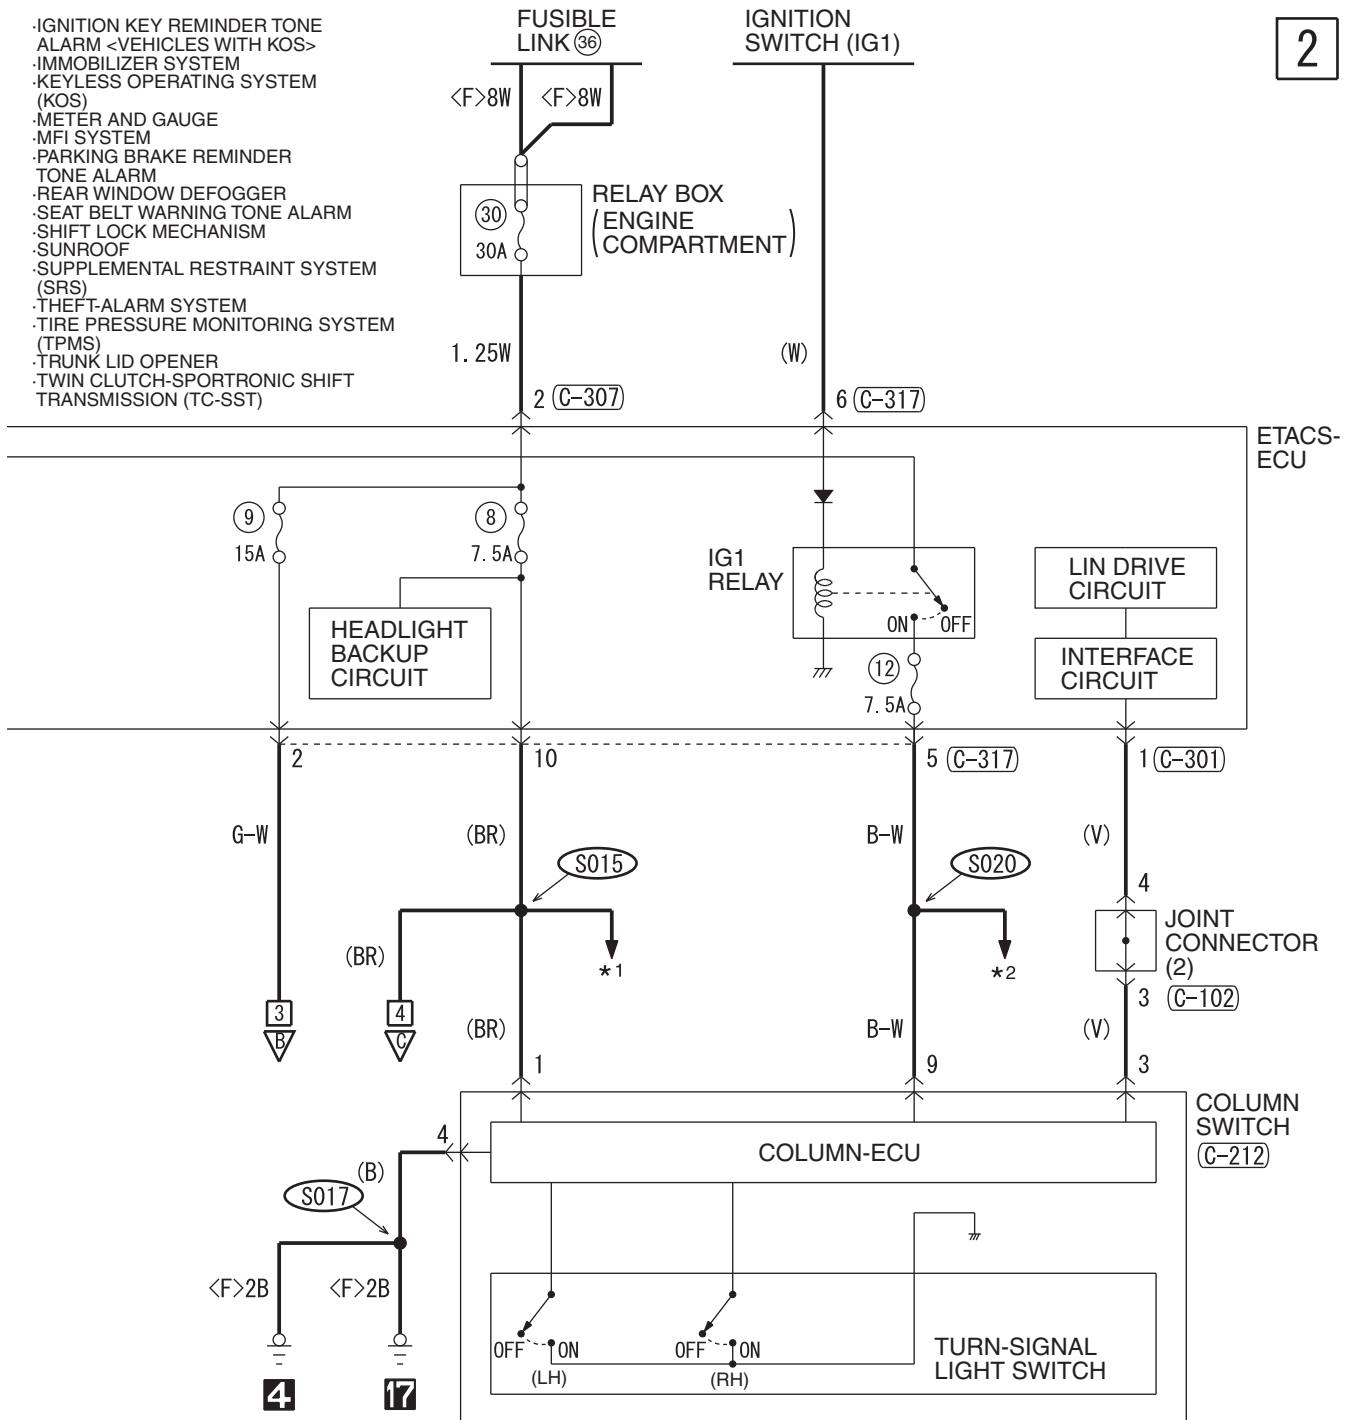 ·IGNITION KEY REMINDER TONE
ALARM <VEHICLES WITH KOS>
·IMMOBILIZER SYSTEM
·KEYLESS OPERATING SYSTEM
(KOS)
·METER AND GAUGE
·MFI SYSTEM
·PARKING BRAKE REMINDER
TONE ALARM
·REAR WINDOW DEFOGGER
·SEAT BELT WARNING TONE ALARM
·SHIFT LOCK MECHANISM
·SUNROOF
·SUPPLEMENTAL RESTRAINT SYSTEM
(SRS)
·THEFT-ALARM SYSTEM
·TIRE PRESSURE MONITORING SYSTEM
(TPMS)
·TRUNK LID OPENER
·TWIN CLUTCH-SPORTRONIC SHIFT
TRANSMISSION (TC-SST)
FUSIBLE
LINK 36
IGNITION
SWITCH (IG1)
2
<F>8W
<F>8W
30
30A
RELAY BOX
(ENGINE
COMPARTMENT)
1.25W
(W)
2 (C-307)
6 (C-317)
ETACS-
ECU
9
15A
8
7.5A
IG1
RELAY
ON
OFF
LIN DRIVE
CIRCUIT
HEADLIGHT
BACKUP
CIRCUIT
12
7.5A
INTERFACE
CIRCUIT
2
10
5 (C-317)
1 (C-301)
G-W
(BR)
B-W
(V)
S015
S020
4
JOINT
CONNECTOR
(2)
(BR)
*1
*2
3 (C-102)
3
B
4
C
(BR)
B-W
(V)
1
9
3
COLUMN
SWITCH
(C-212)
4
COLUMN-ECU
(B)
S017
<F>2B
<F>2B
OFF
ON
(LH)
OFF
ON
(RH)
TURN-SIGNAL
LIGHT SWITCH
4
17